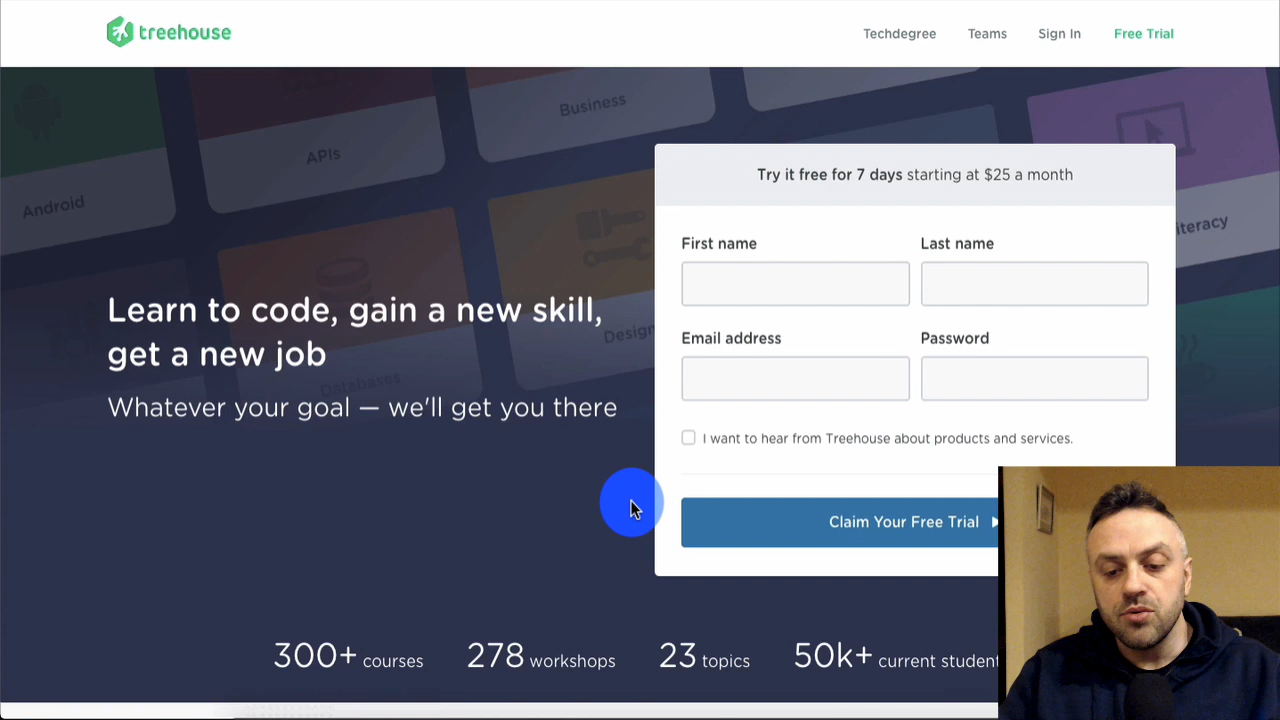 treehouse
Techdegree
Teams
Sign In
Free Trial
Business
APIs
Android
iteracy
Design
Databases
Learn to code, gain a new skill,
get a new job
Whatever your goal — we'll get you there
Try it free for 7 days starting at $25 a month
First name
Last name
Email address
Password
I want to hear from Treehouse about products and services.
Claim Your Free Trial
300+ courses
278 workshops
23 topics
50k+ current student